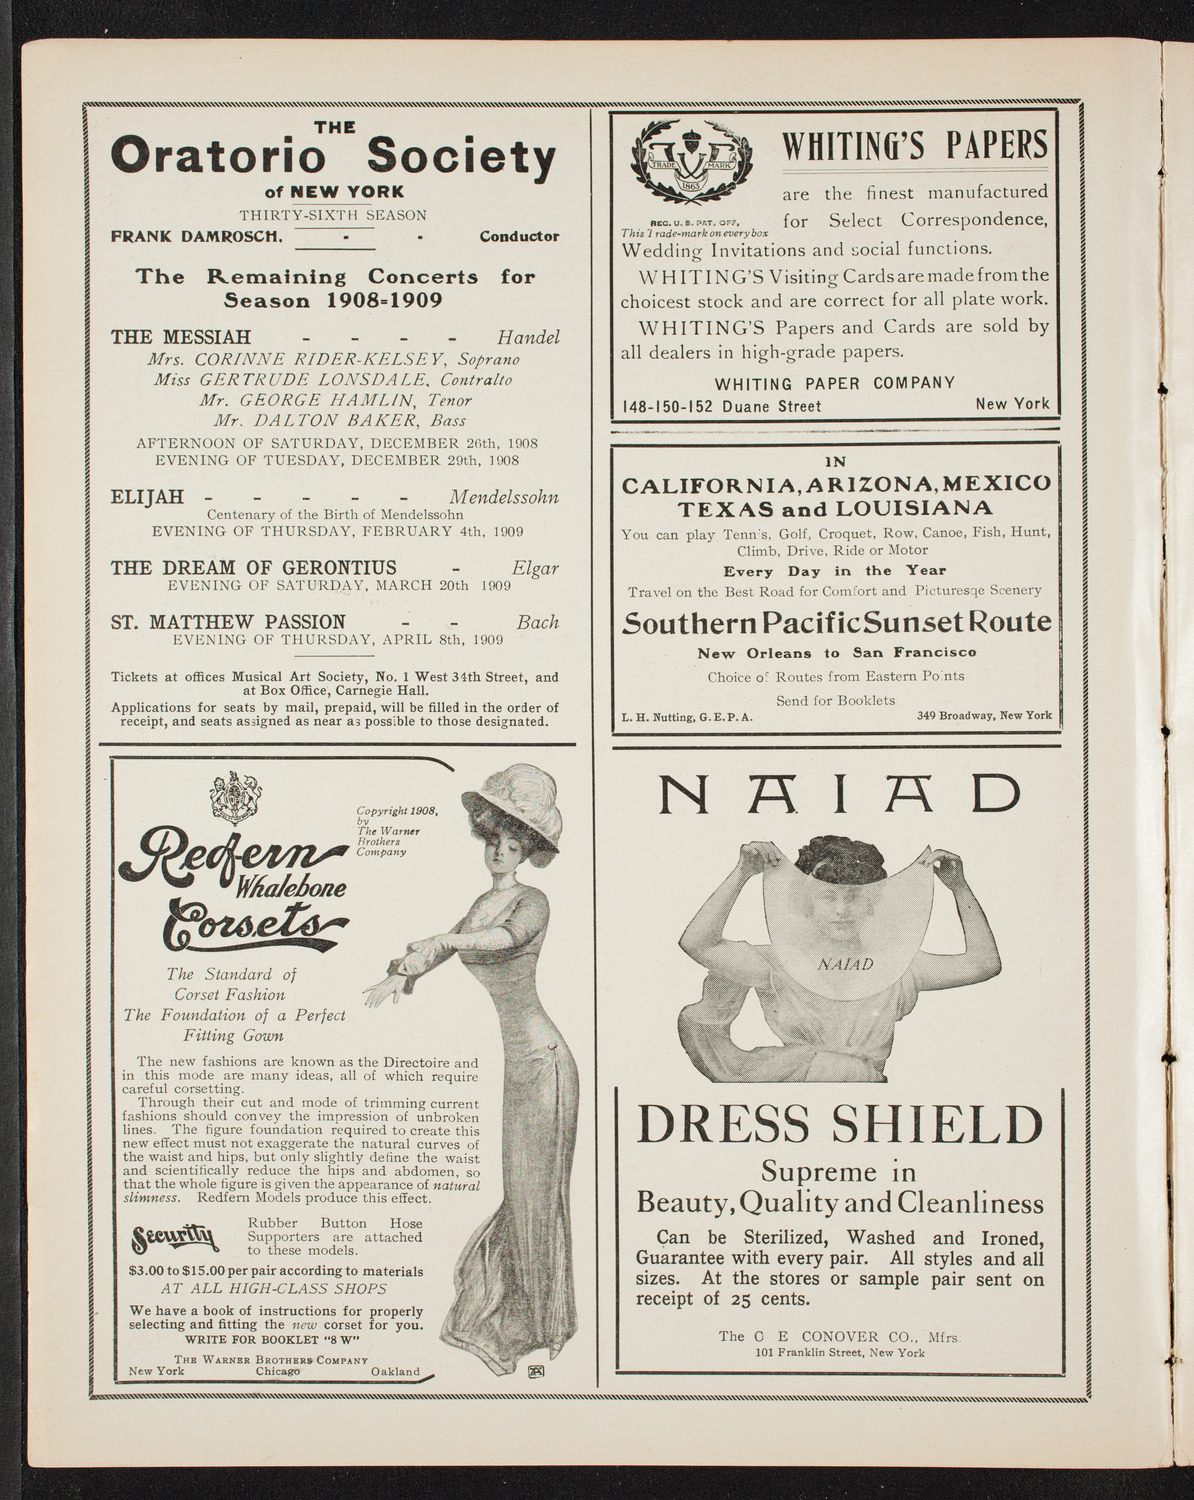 THE
Oratorio Society
of NEW YORK
THIRTY-SIXTH SEASON
FRANK DAMROSCH, - - Conductor
The Remaining Concerts for
Season 1908=1909
THE MESSIAH - - - - Handel
Mrs. CORINNE RIDER-KELSEY, Soprano
Miss GERTRUDE LONSDALE, Contralto
Mr. GEORGE HAMLIN, Tenor
Mr. DALTON BAKER, Bass
AFTERNOON OF SATURDAY, DECEMBER 26th, 1908
EVENING OF TUESDAY, DECEMBER 29th, 1908
ELIJAH - - - - - Mendelssohn
Centenary of the Birth of Mendelssohn
EVENING OF THURSDAY, FEBRUARY 4th, 1909
THE DREAM OF GERONTIUS - Elgar
EVENING OF SATURDAY, MARCH 20th 1909
ST. MATTHEW PASSION - - Bach
EVENING OF THURSDAY, APRIL 8th, 1909
Tickets at offices Musical Art Society, No. 1 West 34th Street, and
at Box Office, Carnegie Hall.
Applications for seats by mail, prepaid, will be filled in the order of
receipt, and seats assigned as near as possible to those designated.
Copyright 1908,
by
The Warner
Brothers
Company
Redfern
Whalebone
Corsets
The Standard of
Corset Fashion
The Foundation of a Perfect
Fitting Gown
The new fashions are known as the Directoire and
in this mode are many ideas, all of which require
careful corsetting.
Through their cut and mode of trimming current
fashions should convey the impression of unbroken
lines. The figure foundation required to create this
new effect must not exaggerate the natural curves of
the waist and hips, but only slightly define the waist
and scientifically reduce the hips and abdomen, so
that the whole figure is given the appearance of natural
slimness. Redfern Models produce this effect.
Security
Rubber Button Hose
Supporters are attached
to these models.
$3.00 to $15.00 per pair according to materials
AT ALL HIGH-CLASS SHOPS
We have a book of instructions for properly
selecting and fitting the new corset for you.
WRITE FOR BOOKLET "8 W"
THE WARNER BROTHERS COMPANY
New York Chicago Oakland
TRADE MARK
1865
REG. U. S. PAT. OFF,
This Trade-mark on every box
WHITING'S PAPERS
are the finest manufactured
for Select Correspondence,
Wedding Invitations and social functions.
WHITING'S Visiting Cards are made from the
choicest stock and are correct for all plate work.
WHITING'S Papers and Cards are sold by
all dealers in high-grade papers.
WHITING PAPER COMPANY
148-150-152 Duane Street New York
IN
CALIFORNIA, ARIZONA, MEXICO
TEXAS and LOUISIANA
You can play Tenn's, Golf, Croquet, Row, Canoe, Fish, Hunt,
Climb, Drive, Ride or Motor
Every Day in the Year
Travel on the Best Road for Comfort and Picturesqe Scenery
Southern Pacific Sunset Route
New Orleans to San Francisco
Choice of Routes from Eastern Points
Send for Booklets
L. H. Nutting, G. E. P. A. 349 Broadway, New York
NAIAD
NAIAD
DRESS SHIELD
Supreme in
Beauty, Quality and Cleanliness
Can be Sterilized, Washed and Ironed,
Guarantee with every pair. All styles and all
sizes. At the stores or sample pair sent on
receipt of 25 cents.
The C E CONOVER CO., Mfrs.
101 Franklin Street, New York